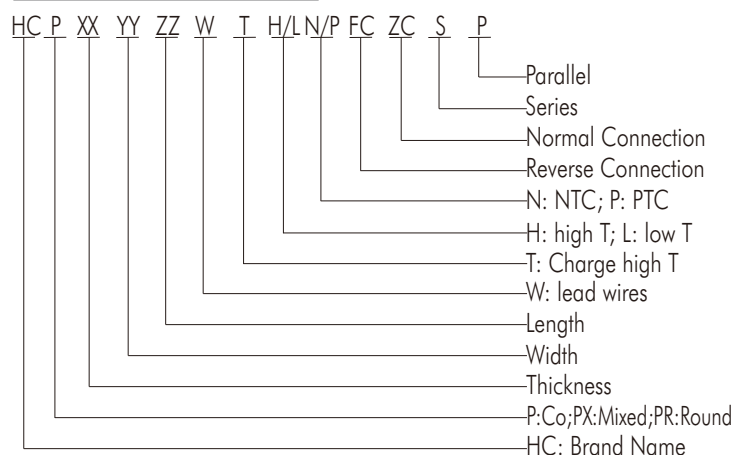 HC P XX YY ZZ W T H/L N/P FC ZC S P
Parallel
Series
Normal Connection
Reverse Connection
N: NTC; P: PTC
H: high T; L: low T
T: Charge high T
W: lead wires
Length
Width
Thickness
P:Co;PX:Mixed;PR:Round
HC: Brand Name